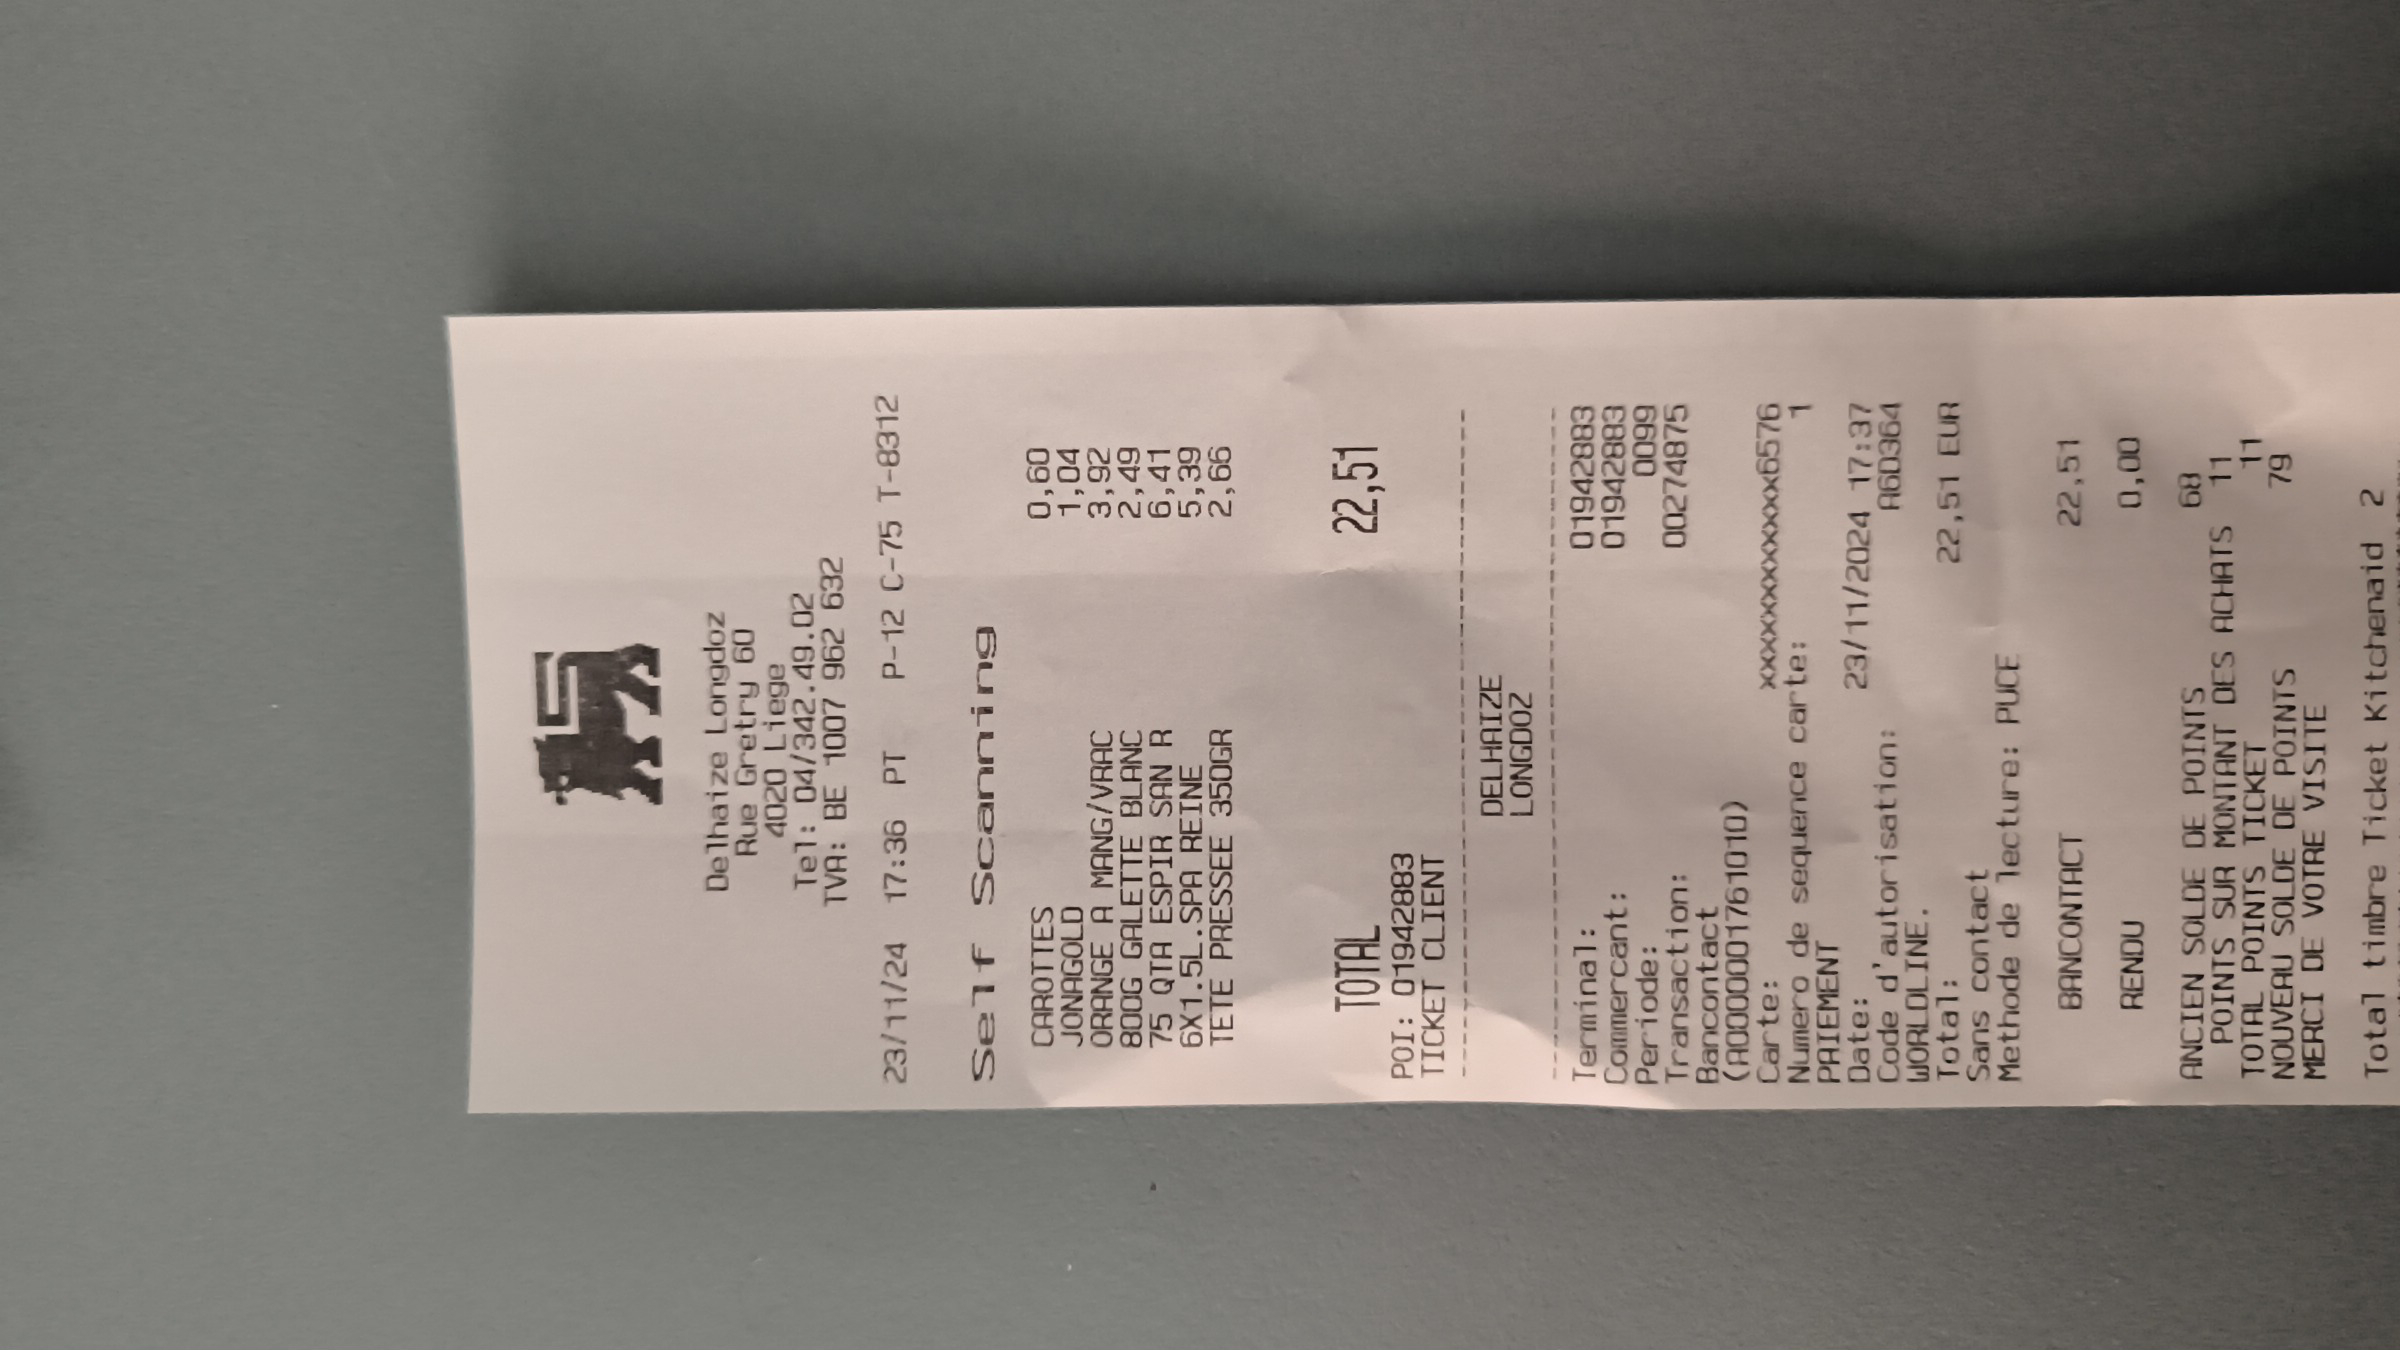 Delhaize Longdoz
Rue Gretry 60
4020 Liege
Tel: 04/342.49.02
TVA: BE 1007 962 632
23/11/24 17:36 PT P-12 C-75 T-8312
Self Scanning
CAROTTES 0,60
JONAGOLD 1,04
ORANGE A MANG/VRAC 3,92
800G GALETTE BLANC 2,49
75 QTA ESPIR SAN R 6,41
6X1.5L.SPA REINE 5,39
TETE PRESSEE 350GR 2,66
TOTAL 22,51
POI: 01942883
TICKET CLIENT
--------------------------------
DELHAIZE
LONGDOZ
--------------------------------
Terminal: 01942883
Commercant: 01942883
Periode: 0099
Transaction: 00274875
Bancontact
(A0000001761010)
Carte: xxxxxxxxxxxxx6576
Numero de sequence carte: 1
PAIEMENT
Date: 23/11/2024 17:37
Code d'autorisation: A6D364
WORLDLINE.
Total: 22,51 EUR
Sans contact
Methode de lecture: PUCE
BANCONTACT 22,51
RENDU 0,00
ANCIEN SOLDE DE POINTS 68
POINTS SUR MONTANT DES ACHATS 11
TOTAL POINTS TICKET 11
NOUVEAU SOLDE DE POINTS 79
MERCI DE VOTRE VISITE
Total timbre Ticket Kitchenaid 2